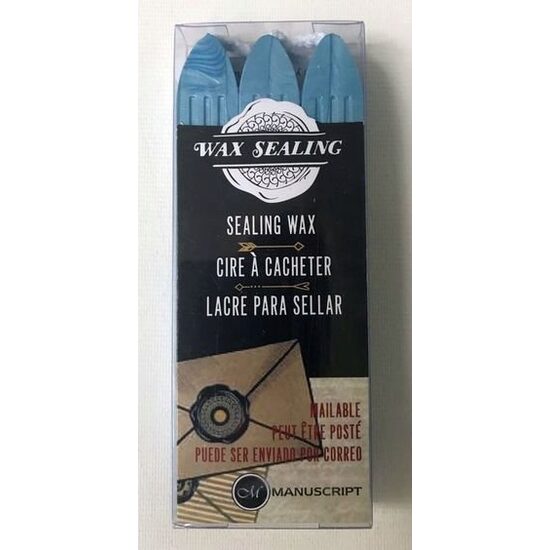 WAX SEALING
SEALING WAX
CIRE À CACHETER
LACRE PARA SELLAR
MAILABLE
PEUT ÊTRE POSTÉ
PUEDE SER ENVIADO POR CORREO
M MANUSCRIPT